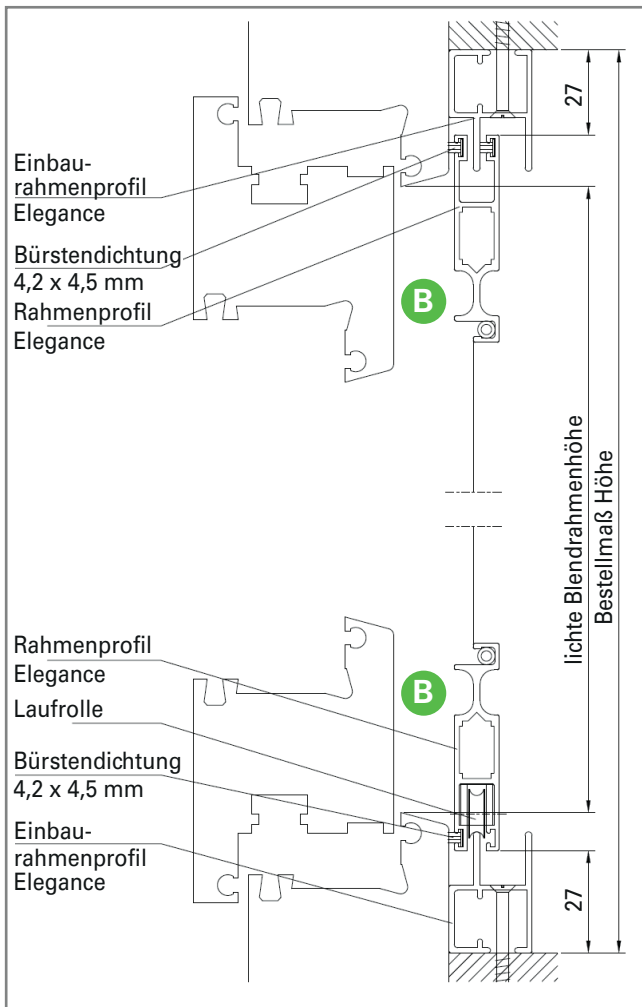 27
Einbau-
rahmenprofil
Elegance
Bürstendichtung
4,2 x 4,5 mm
Rahmenprofil
Elegance
B
lichte Blendrahmenhöhe
Bestellmaß Höhe
Rahmenprofil
Elegance
B
Laufrolle
Bürstendichtung
4,2 x 4,5 mm
Einbau-
rahmenprofil
Elegance
27